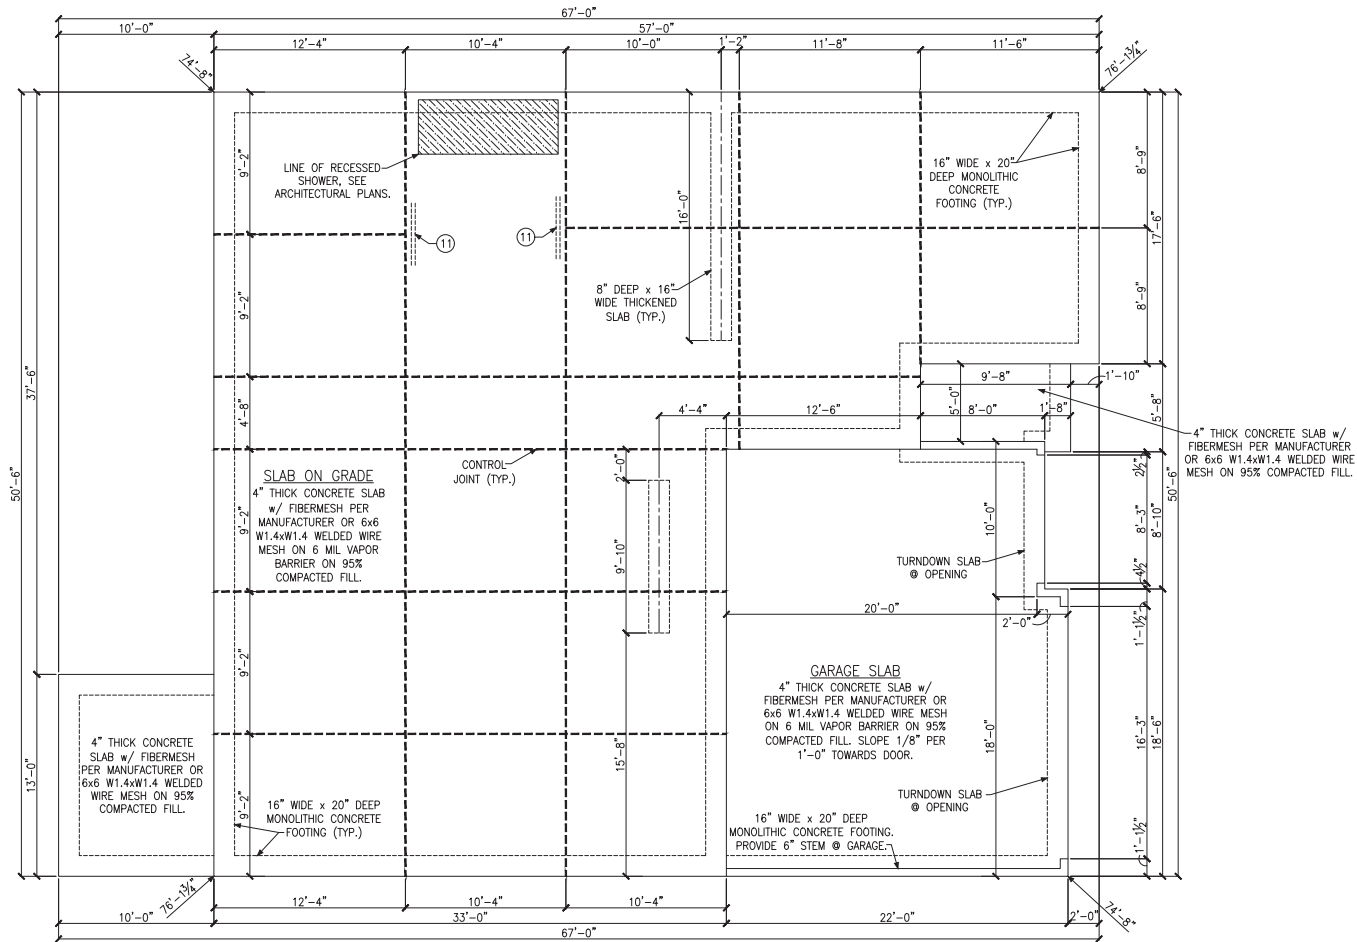 67'-0"
10'-0"
57'-0"
12'-4"
10'-4"
10'-0"
1'-2"
11'-8"
11'-6"
74'-8"
76'-1¾"
9'-2"
LINE OF RECESSED
SHOWER, SEE
ARCHITECTURAL PLANS.
11
11
16'-0"
16" WIDE x 20"
DEEP MONOLITHIC
CONCRETE
FOOTING (TYP.)
8'-9"
17'-6"
8" DEEP x 16"
WIDE THICKENED
SLAB (TYP.)
9'-2"
8'-9"
37'-6"
50'-6"
4'-8"
4'-4"
12'-6"
9'-8"
1'-10"
5'-0"
8'-0"
1'-8"
5'-8"
4" THICK CONCRETE SLAB w/
FIBERMESH PER MANUFACTURER
OR 6x6 W1.4xW1.4 WELDED WIRE
MESH ON 95% COMPACTED FILL.
CONTROL
JOINT (TYP.)
2'-0"
2½"
50'-6"
SLAB ON GRADE
4" THICK CONCRETE SLAB
w/ FIBERMESH PER
MANUFACTURER OR 6x6
W1.4xW1.4 WELDED WIRE
MESH ON 6 MIL VAPOR
BARRIER ON 95%
COMPACTED FILL.
9'-2"
9'-10"
10'-0"
8'-3"
8'-10"
TURNDOWN SLAB
@ OPENING
4½"
20'-0"
2'-0"
1'-1½"
9'-2"
GARAGE SLAB
4" THICK CONCRETE SLAB w/
FIBERMESH PER MANUFACTURER OR
6x6 W1.4xW1.4 WELDED WIRE MESH
ON 6 MIL VAPOR BARRIER ON 95%
COMPACTED FILL. SLOPE 1/8" PER
1'-0" TOWARDS DOOR.
15'-8"
18'-0"
16'-3"
18'-6"
13'-0"
4" THICK CONCRETE
SLAB w/ FIBERMESH
PER MANUFACTURER OR
6x6 W1.4xW1.4 WELDED
WIRE MESH ON 95%
COMPACTED FILL.
9'-2"
16" WIDE x 20" DEEP
MONOLITHIC CONCRETE
FOOTING (TYP.)
TURNDOWN SLAB
@ OPENING
16" WIDE x 20" DEEP
MONOLITHIC CONCRETE FOOTING.
PROVIDE 6" STEM @ GARAGE.
1'-1½"
76'-1¾"
74'-8"
12'-4"
10'-4"
10'-4"
10'-0"
33'-0"
22'-0"
2'-0"
67'-0"